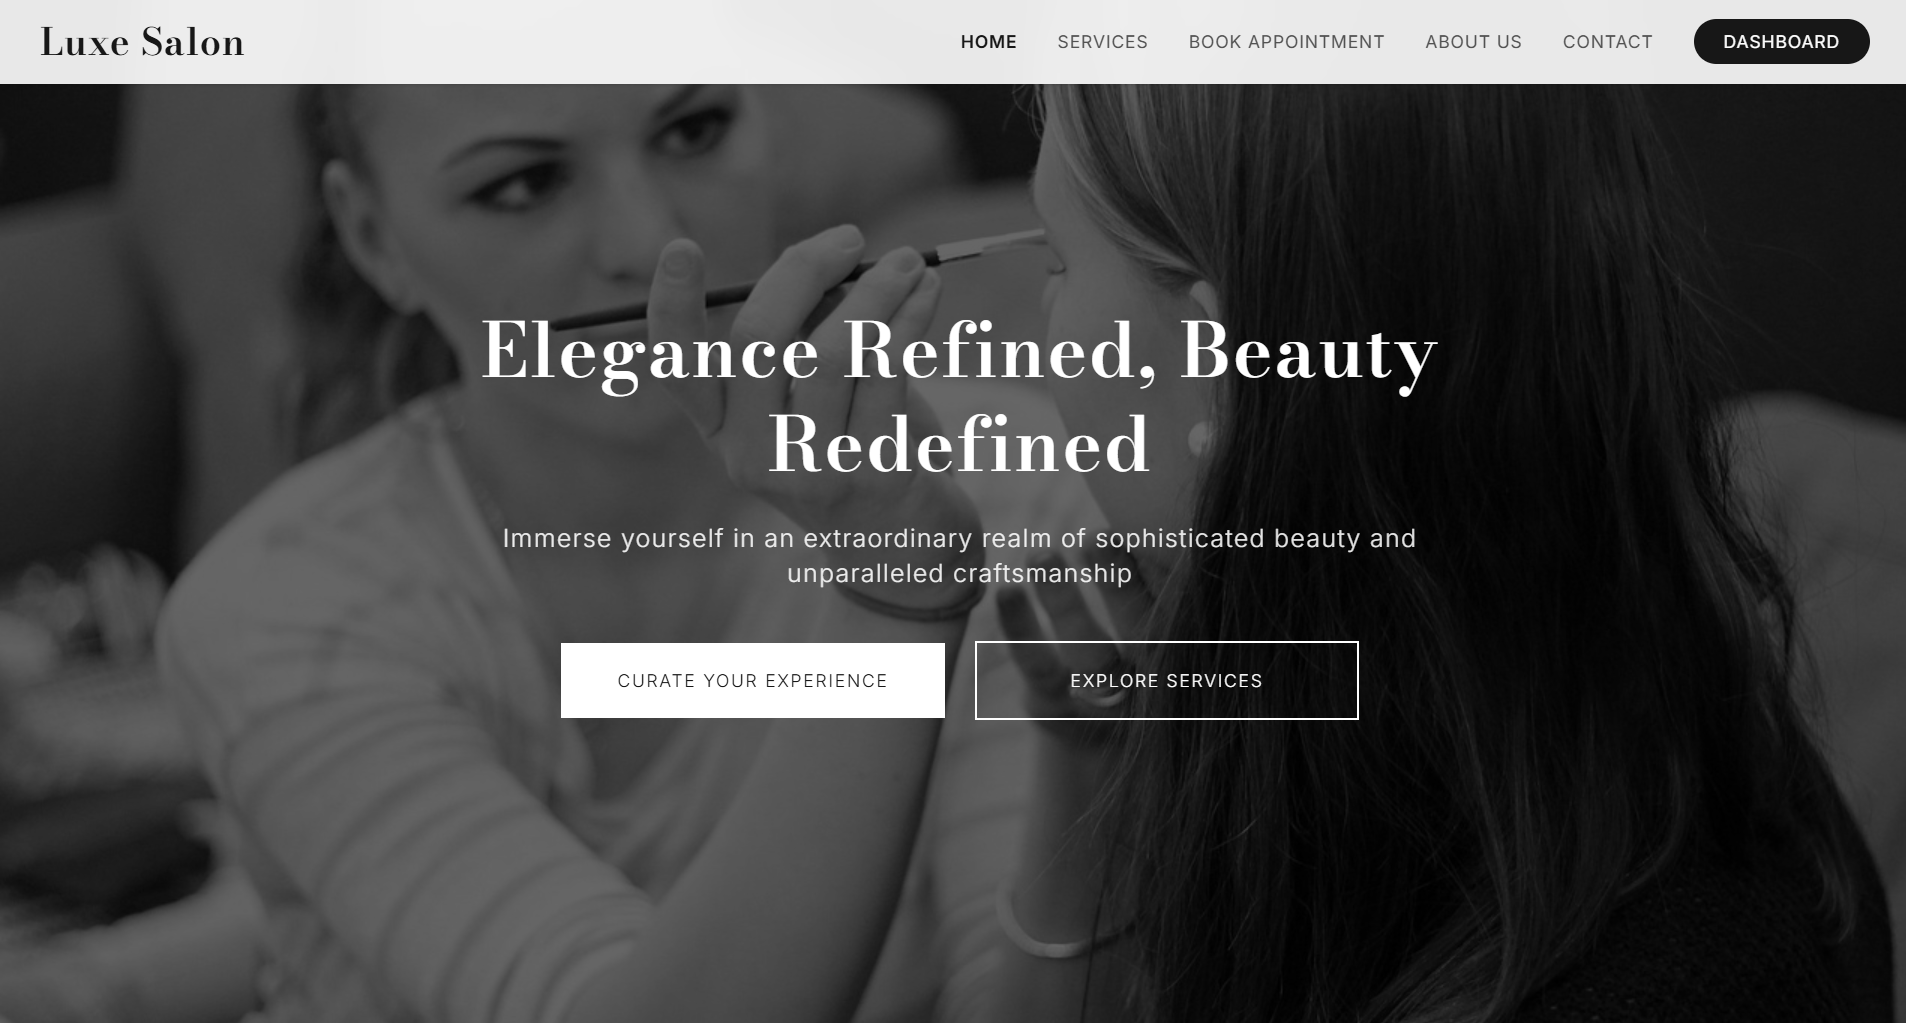 Luxe Salon
HOME SERVICES BOOK APPOINTMENT ABOUT US CONTACT DASHBOARD
Elegance Refined, Beauty
Redefined
Immerse yourself in an extraordinary realm of sophisticated beauty and
unparalleled craftsmanship
CURATE YOUR EXPERIENCE EXPLORE SERVICES